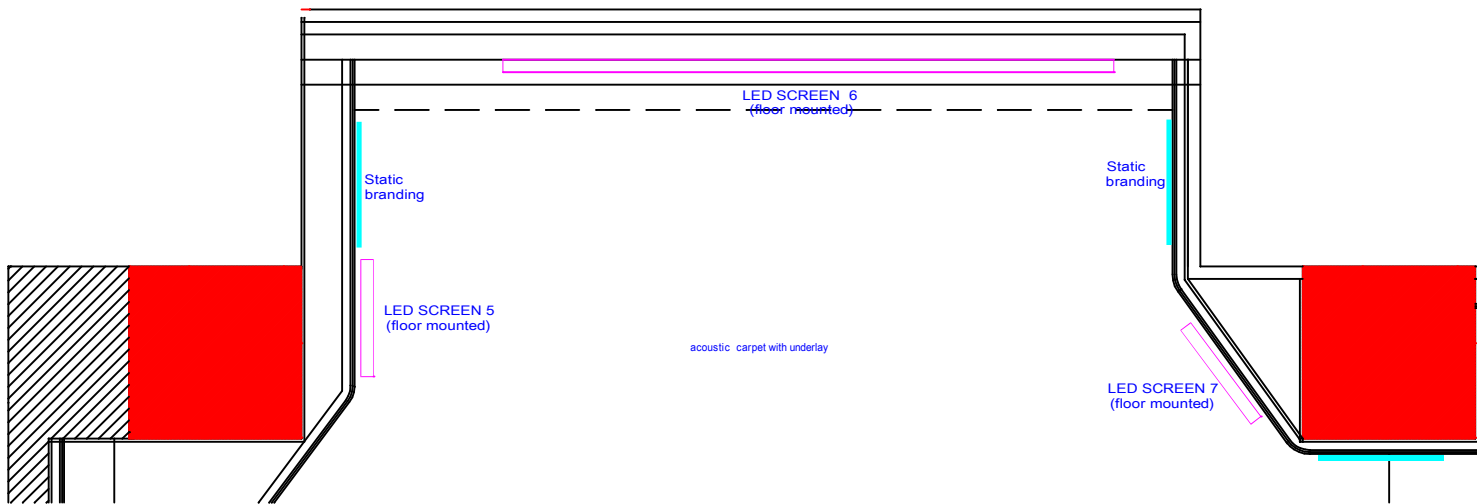 LED SCREEN  6
(floor mounted)
Static
branding
Static
branding
LED SCREEN 5
(floor mounted)
acoustic  carpet with underlay
LED SCREEN 7
(floor mounted)